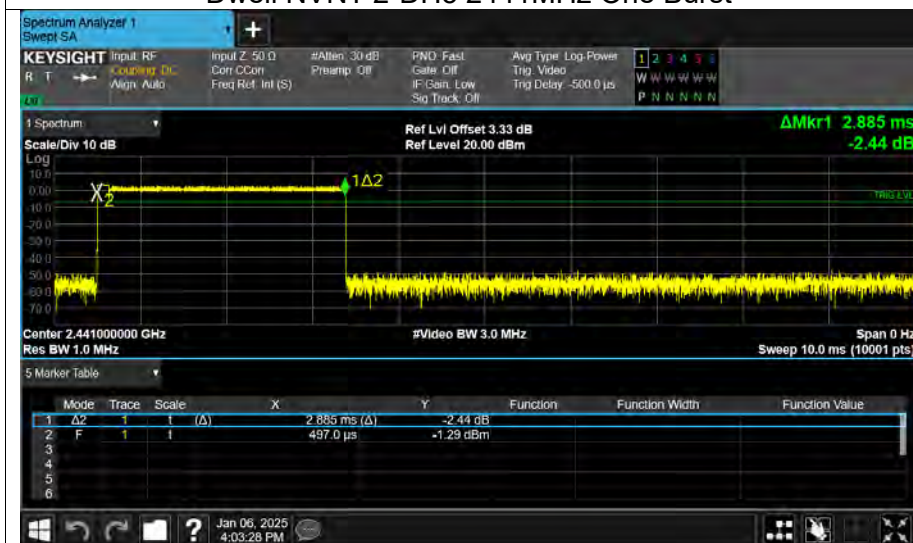 Spectrum Analyzer 1
Swept SA
+
KEYSIGHT Input: RF Input Z: 50 Ω #Atten: 30 dB PNO: Fast Avg Type: Log-Power 1 2 3 4 5 6
R T Coupling: DC Corr CCorr Preamp: Off Gate: Off Trig: Video W W W W W W
Align: Auto Freq Ref: Int (S) IF Gain: Low Trig Delay: -500.0 µs P N N N N N
Sig Track: Off
1 Spectrum Ref Lvl Offset 3.33 dB ΔMkr1 2.885 ms
Scale/Div 10 dB Ref Level 20.00 dBm -2.44 dB
Log
10.0
0.00 X2 1Δ2
TRIG LVL
-10.0
-20.0
-30.0
-40.0
-50.0
-60.0
-70.0
Center 2.441000000 GHz #Video BW 3.0 MHz Span 0 Hz
Res BW 1.0 MHz Sweep 10.0 ms (10001 pts)
5 Marker Table
Mode Trace Scale X Y Function Function Width Function Value
1 Δ2 1 t (Δ) 2.885 ms (Δ) -2.44 dB
2 F 1 t 497.0 µs -1.29 dBm
3
4
5
6
? Jan 06, 2025
4:03:28 PM